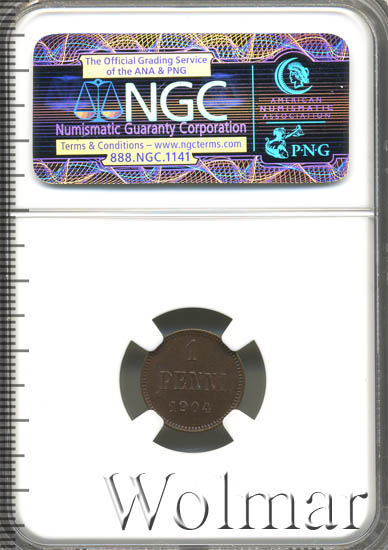 The Official Grading Service
of the ANA & PNG
NGC
Numismatic Guaranty Corporation
Terms & Conditions – www.ngcterms.com
888.NGC.1141
AMERICAN
NUMISMATIC
ASSOCIATION
P·N·G
1
PENNI
1904
Wolmar